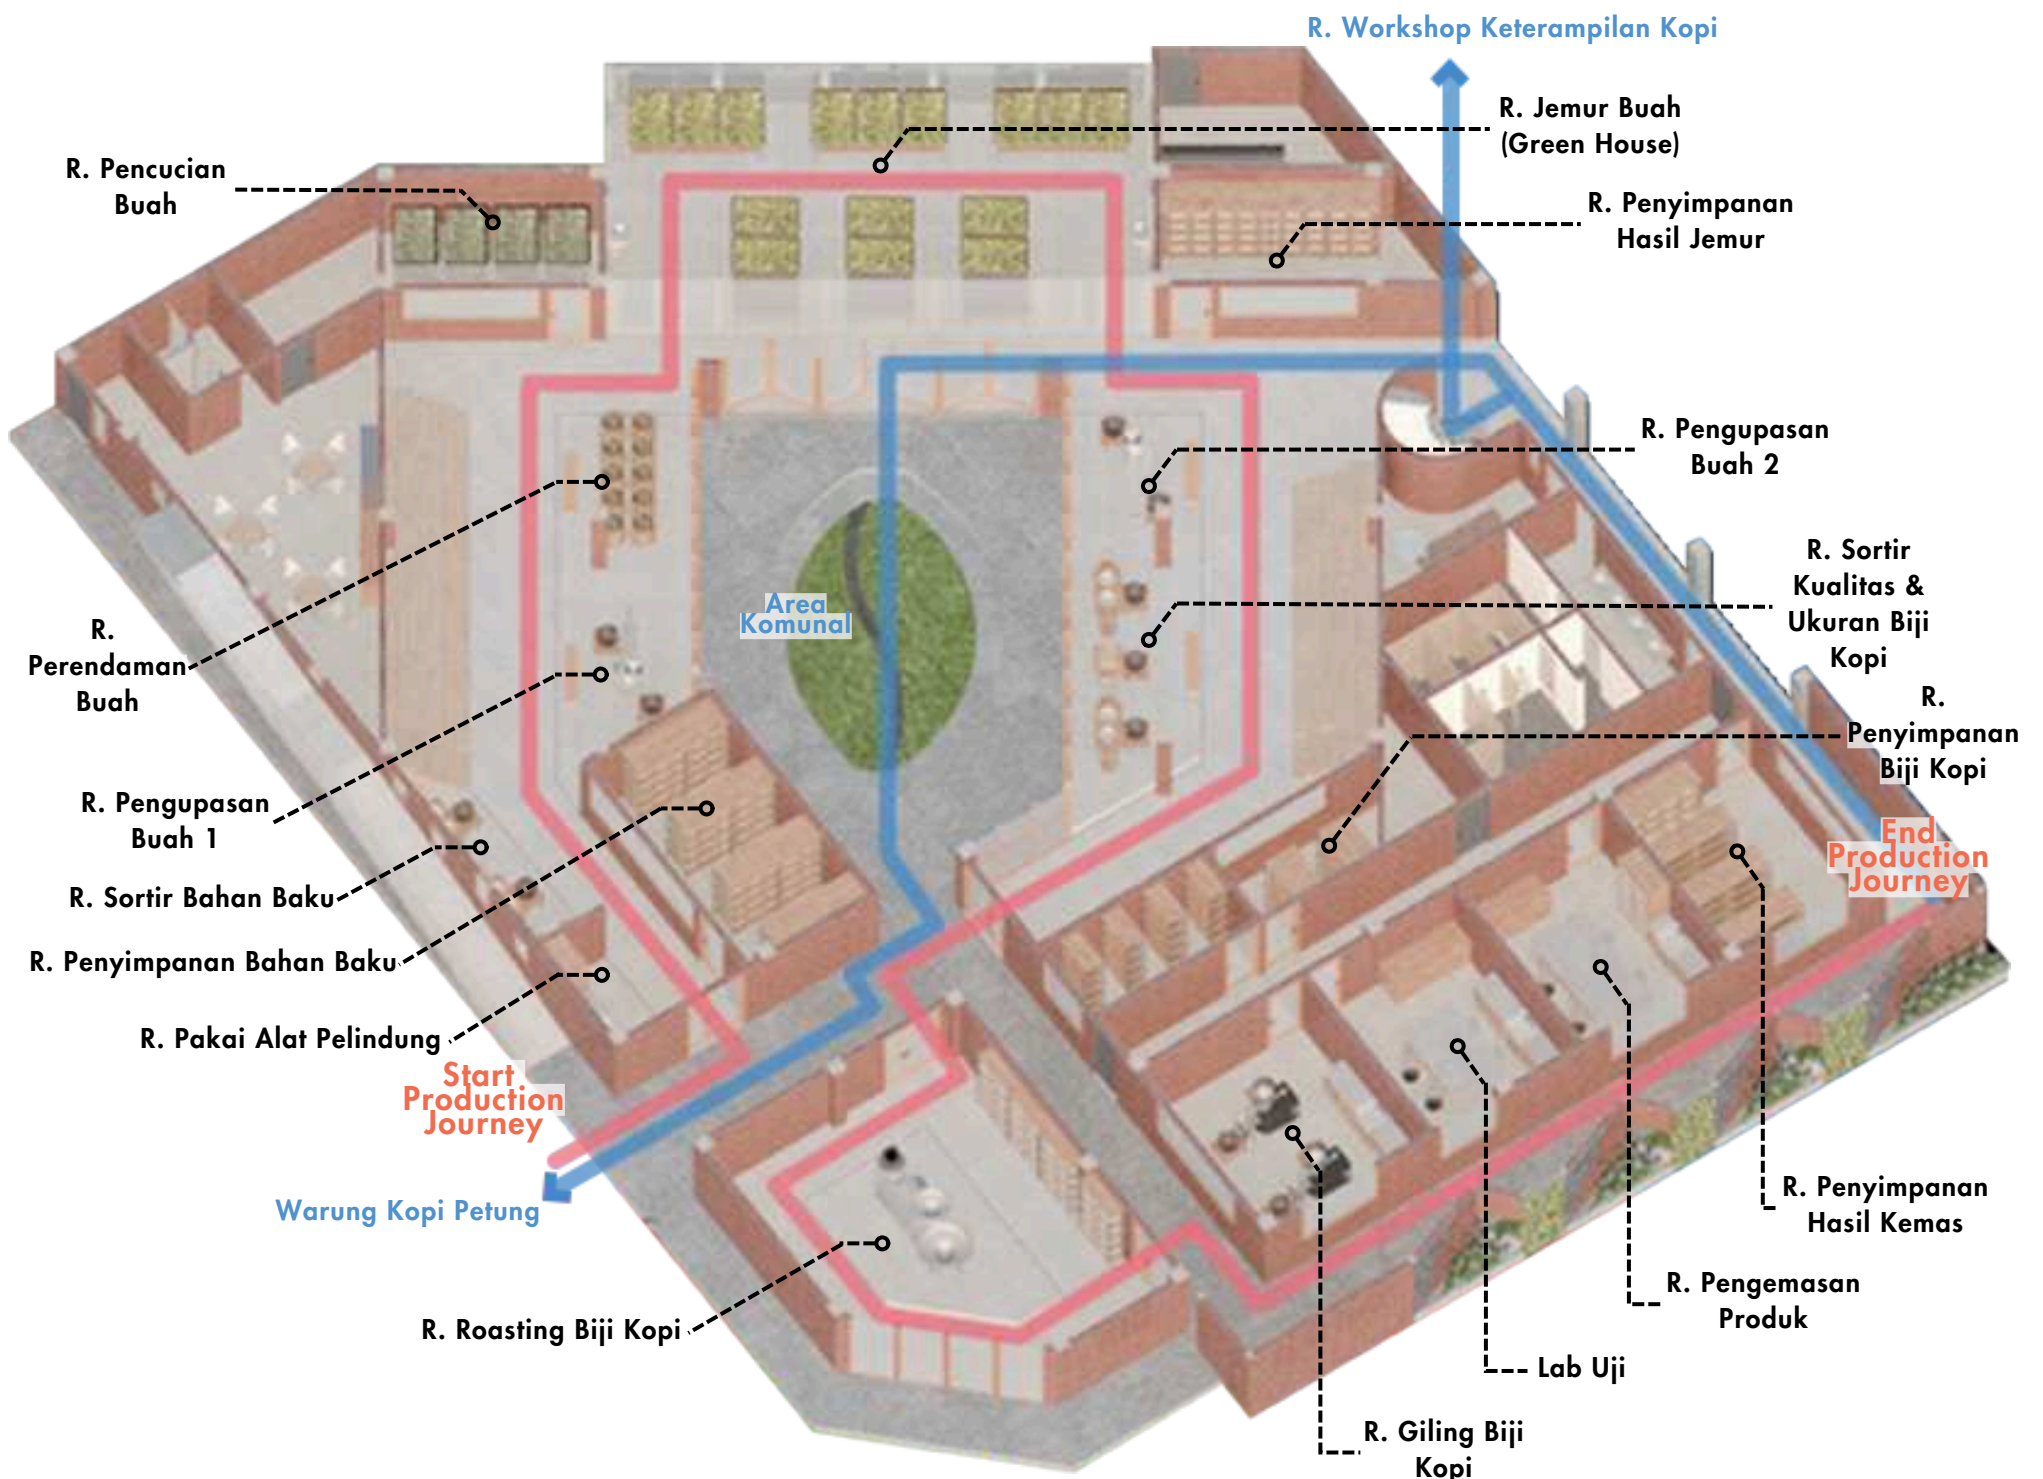 R. Workshop Keterampilan Kopi
R. Jemur Buah
(Green House)
R. Pencucian
Buah
R. Penyimpanan
Hasil Jemur
R. Pengupasan
Buah 2
R. Sortir
Kualitas &
Ukuran Biji
Kopi
Area
Komunal
R.
Perendaman
Buah
R.
Penyimpanan
Biji Kopi
R. Pengupasan
Buah 1
End
Production
Journey
R. Sortir Bahan Baku
R. Penyimpanan Bahan Baku
R. Pakai Alat Pelindung
Start
Production
Journey
Warung Kopi Petung
R. Penyimpanan
Hasil Kemas
R. Pengemasan
Produk
R. Roasting Biji Kopi
Lab Uji
R. Giling Biji
Kopi